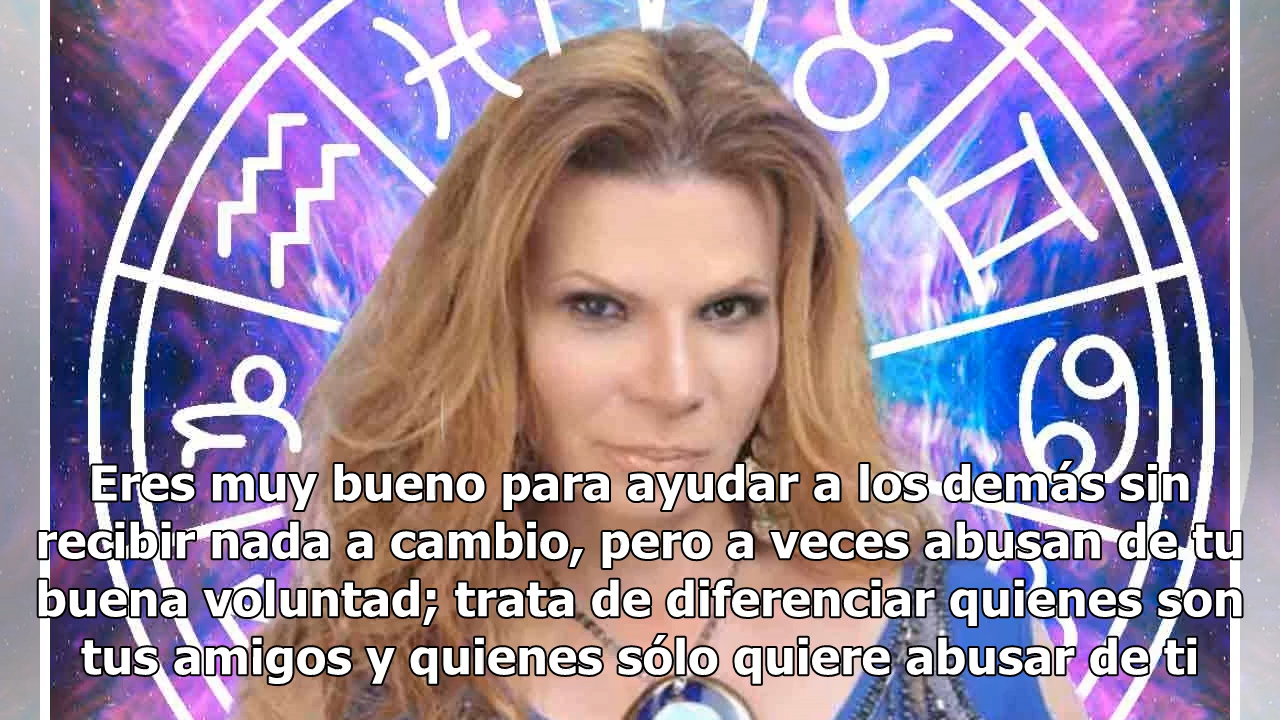 Eres muy bueno para ayudar a los demás sin
recibir nada a cambio, pero a veces abusan de tu
buena voluntad; trata de diferenciar quienes son
tus amigos y quienes sólo quiere abusar de ti